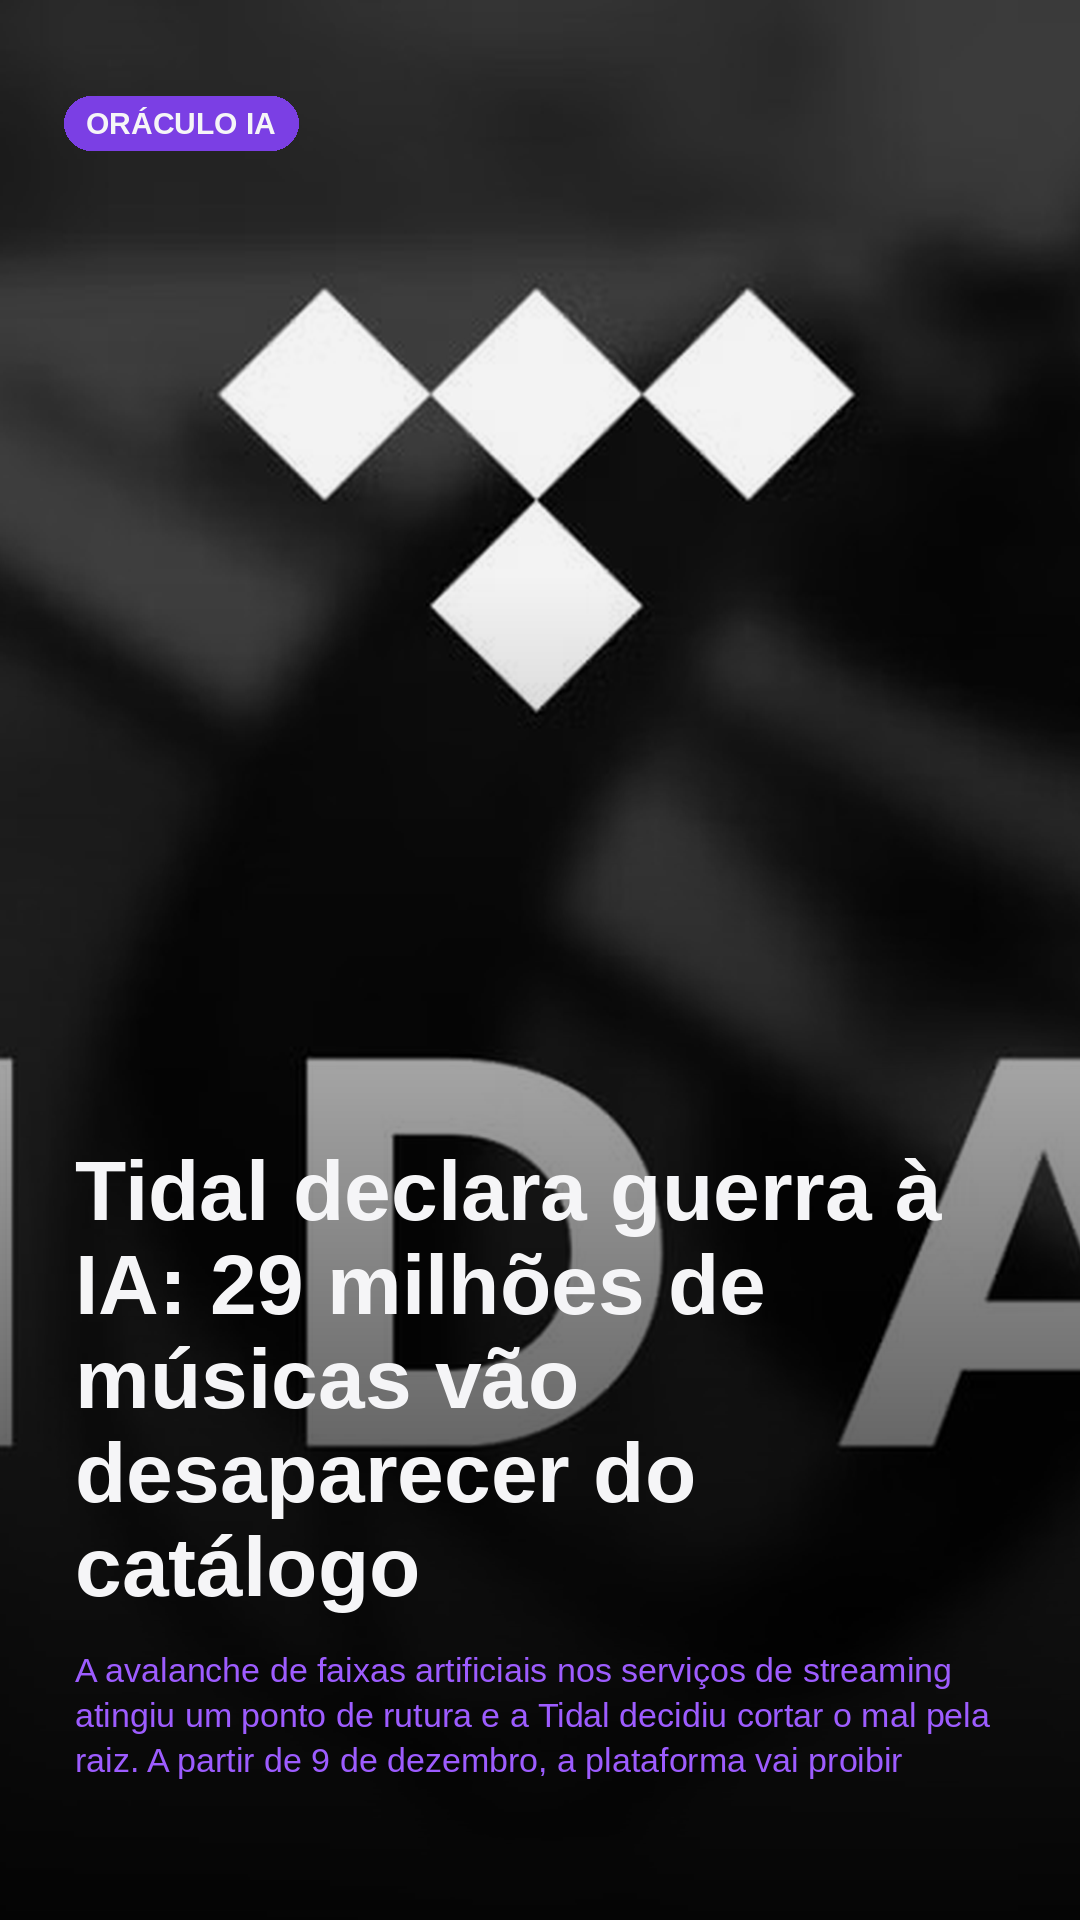 ORÁCULO IA
I D A
Tidal declara guerra à
IA: 29 milhões de
músicas vão
desaparecer do
catálogo
A avalanche de faixas artificiais nos serviços de streaming
atingiu um ponto de rutura e a Tidal decidiu cortar o mal pela
raiz. A partir de 9 de dezembro, a plataforma vai proibir